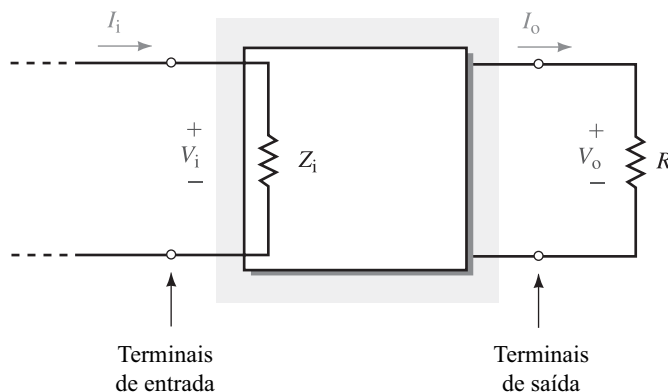 I_i
I_o
+
V_i
−
Z_i
+
V_o
−
R
Terminais
de entrada
Terminais
de saída